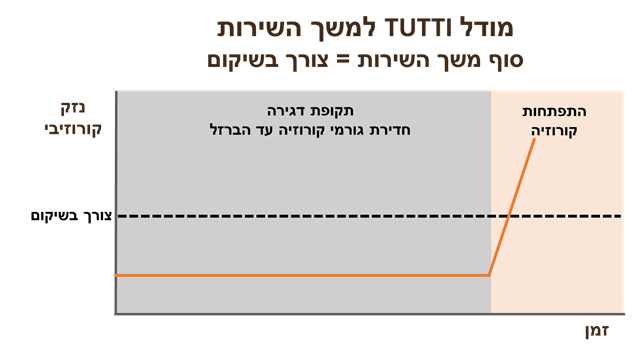 מודל TUTTI למשך השירות
סוף משך השירות = צורך בשיקום
נזק
קורוזיבי
תקופת דגירה
חדירת גורמי קורוזיה עד הברזל
התפתחות
קורוזיה
צורך בשיקום
זמן